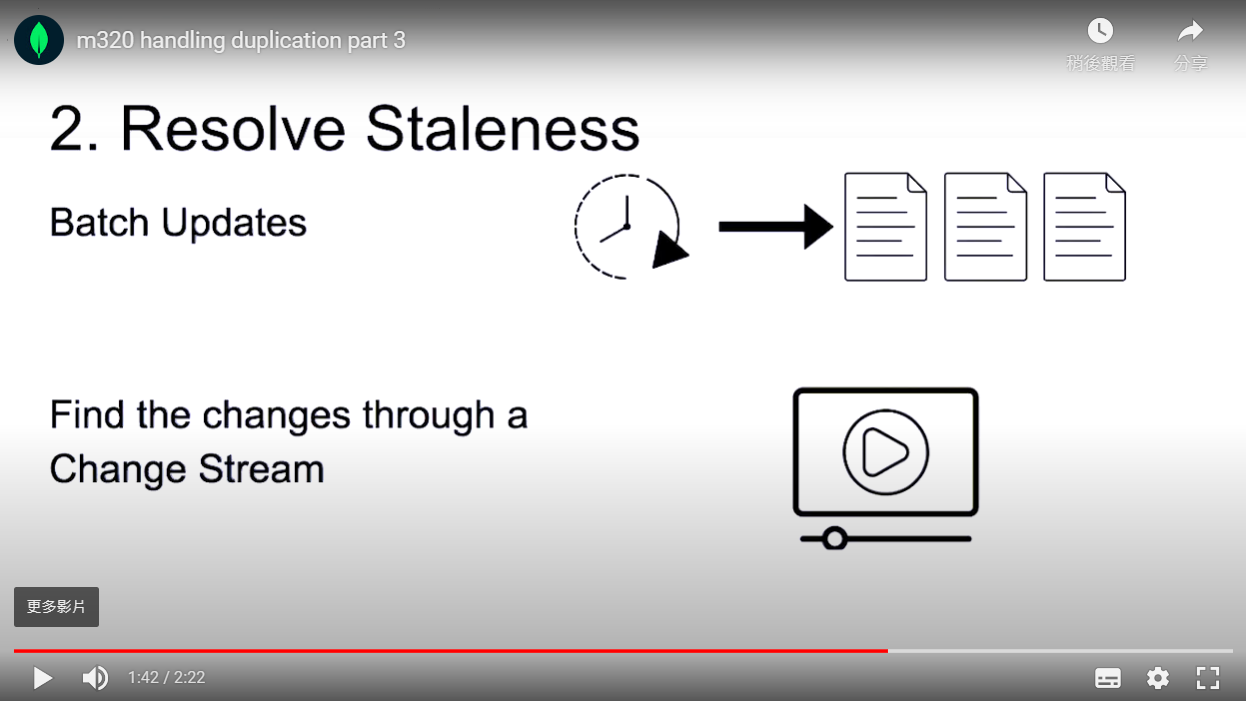 m320 handling duplication part 3
稍後觀看
分享
2. Resolve Staleness
Batch Updates
Find the changes through a
Change Stream
更多影片
1:42 / 2:22